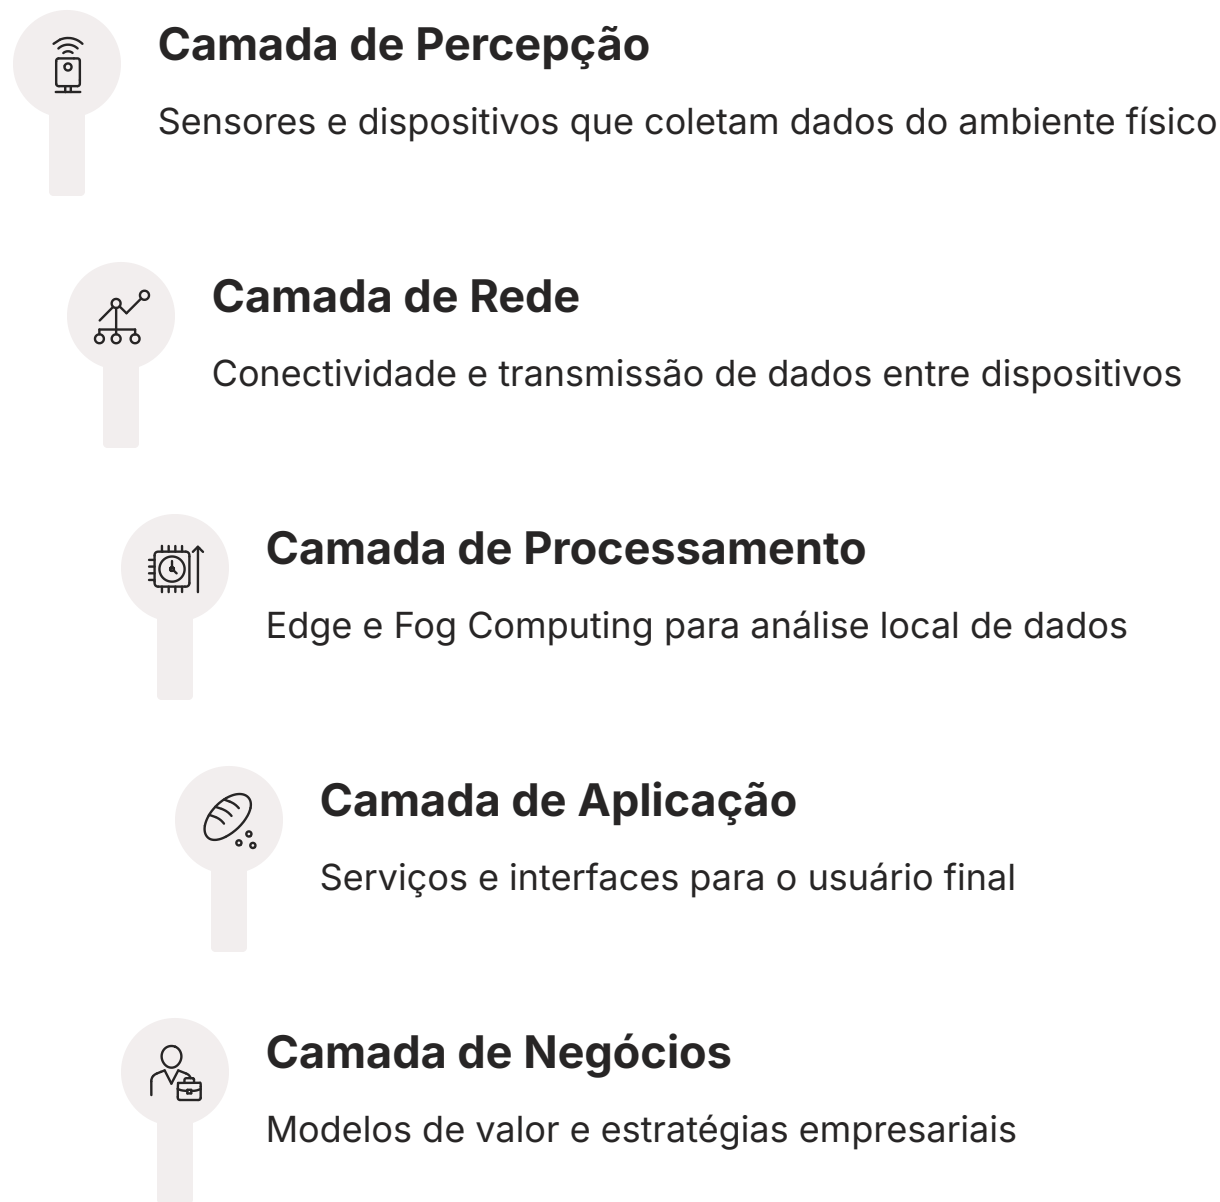 Camada de Percepção
Sensores e dispositivos que coletam dados do ambiente físico
Camada de Rede
Conectividade e transmissão de dados entre dispositivos
Camada de Processamento
Edge e Fog Computing para análise local de dados
Camada de Aplicação
Serviços e interfaces para o usuário final
Camada de Negócios
Modelos de valor e estratégias empresariais